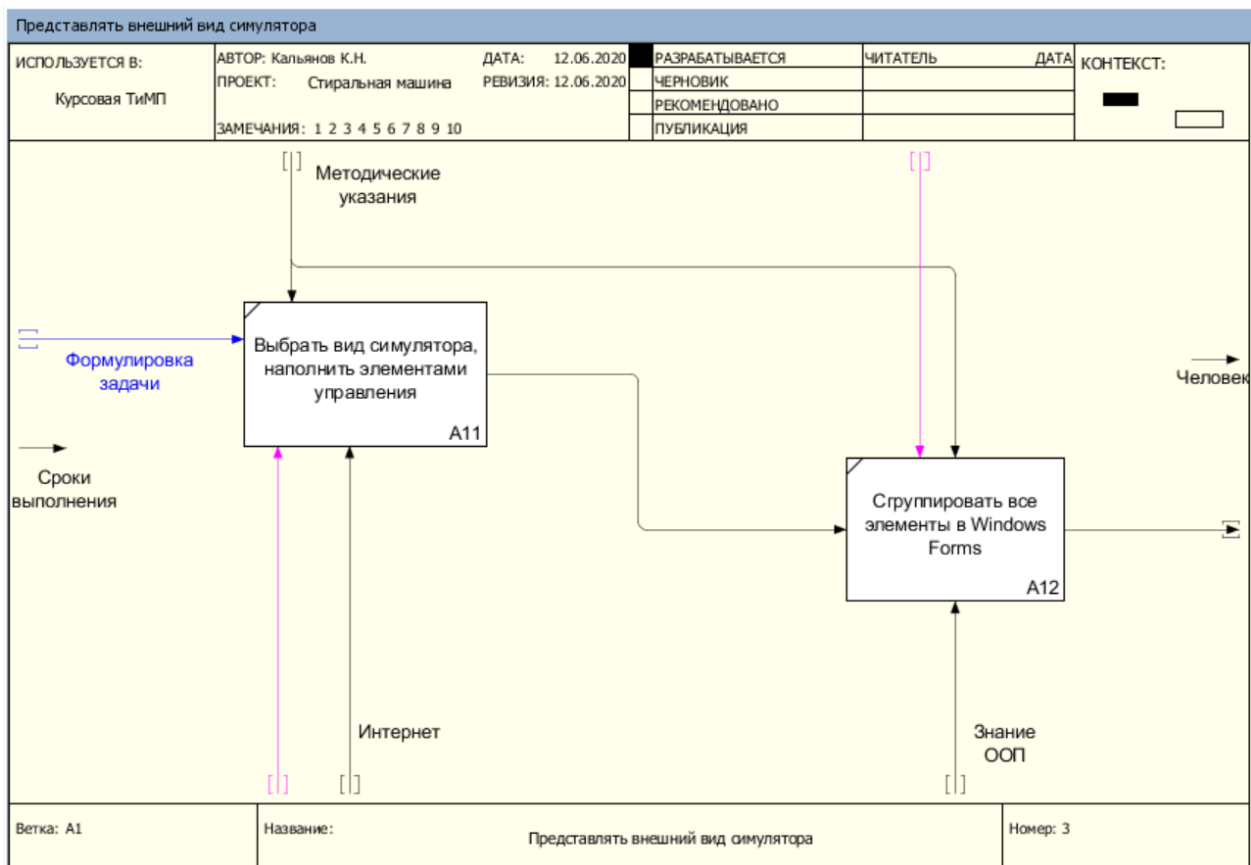 Представлять внешний вид симулятора
ИСПОЛЬЗУЕТСЯ В:
Курсовая ТиМП
АВТОР: Кальянов К.Н.
ДАТА: 12.06.2020
ПРОЕКТ: Стиральная машина
РЕВИЗИЯ: 12.06.2020
ЗАМЕЧАНИЯ: 1 2 3 4 5 6 7 8 9 10
РАЗРАБАТЫВАЕТСЯ
ЧЕРНОВИК
РЕКОМЕНДОВАНО
ПУБЛИКАЦИЯ
ЧИТАТЕЛЬ
ДАТА
КОНТЕКСТ:
Методические
указания
Формулировка
задачи
Выбрать вид симулятора,
наполнить элементами
управления
A11
Человек
Сроки
выполнения
Сгруппировать все
элементы в Windows
Forms
A12
Интернет
Знание
ООП
Ветка: A1
Название:
Представлять внешний вид симулятора
Номер: 3